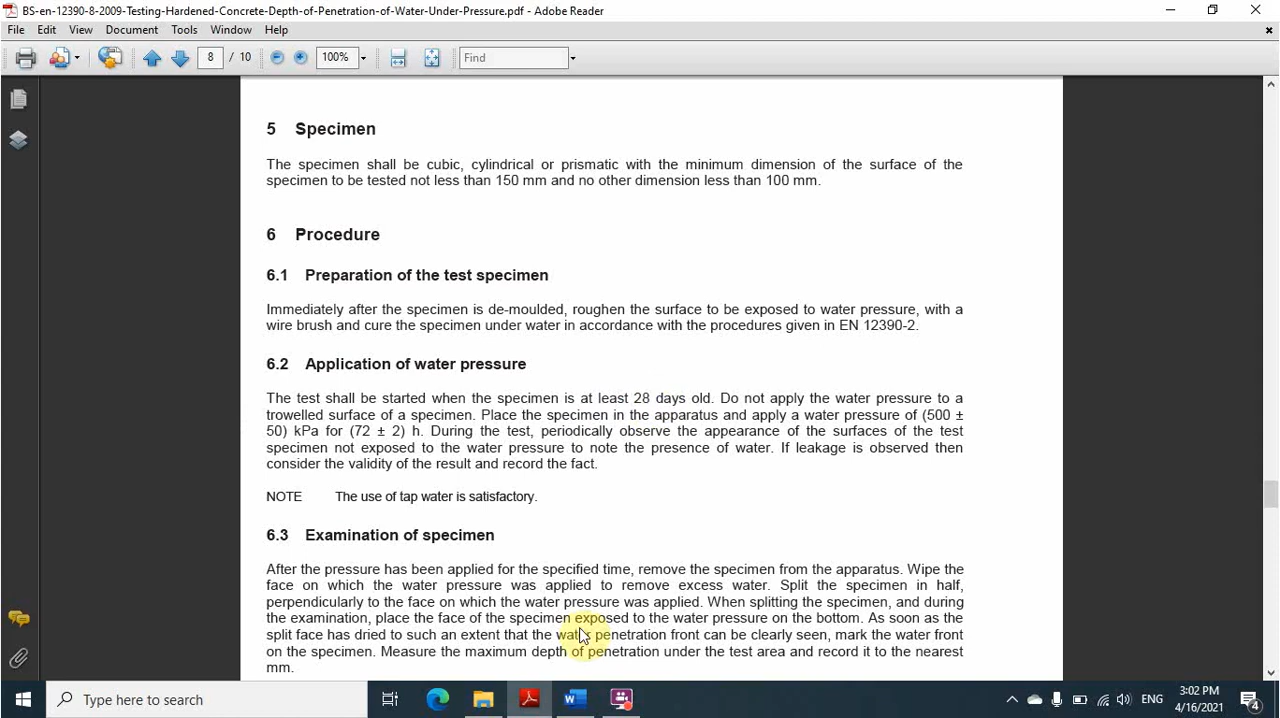 BS-en-12390-8-2009-Testing-Hardened-Concrete-Depth-of-Penetration-of-Water-Under-Pressure.pdf - Adobe Reader
File Edit View Document Tools Window Help
8 / 10 100% Find
5 Specimen
The specimen shall be cubic, cylindrical or prismatic with the minimum dimension of the surface of the
specimen to be tested not less than 150 mm and no other dimension less than 100 mm.
6 Procedure
6.1 Preparation of the test specimen
Immediately after the specimen is de-moulded, roughen the surface to be exposed to water pressure, with a
wire brush and cure the specimen under water in accordance with the procedures given in EN 12390-2.
6.2 Application of water pressure
The test shall be started when the specimen is at least 28 days old. Do not apply the water pressure to a
trowelled surface of a specimen. Place the specimen in the apparatus and apply a water pressure of (500 ±
50) kPa for (72 ± 2) h. During the test, periodically observe the appearance of the surfaces of the test
specimen not exposed to the water pressure to note the presence of water. If leakage is observed then
consider the validity of the result and record the fact.
NOTE The use of tap water is satisfactory.
6.3 Examination of specimen
After the pressure has been applied for the specified time, remove the specimen from the apparatus. Wipe the
face on which the water pressure was applied to remove excess water. Split the specimen in half,
perpendicularly to the face on which the water pressure was applied. When splitting the specimen, and during
the examination, place the face of the specimen exposed to the water pressure on the bottom. As soon as the
split face has dried to such an extent that the water penetration front can be clearly seen, mark the water front
on the specimen. Measure the maximum depth of penetration under the test area and record it to the nearest
mm.
Type here to search
ENG
3:02 PM
4/16/2021
4